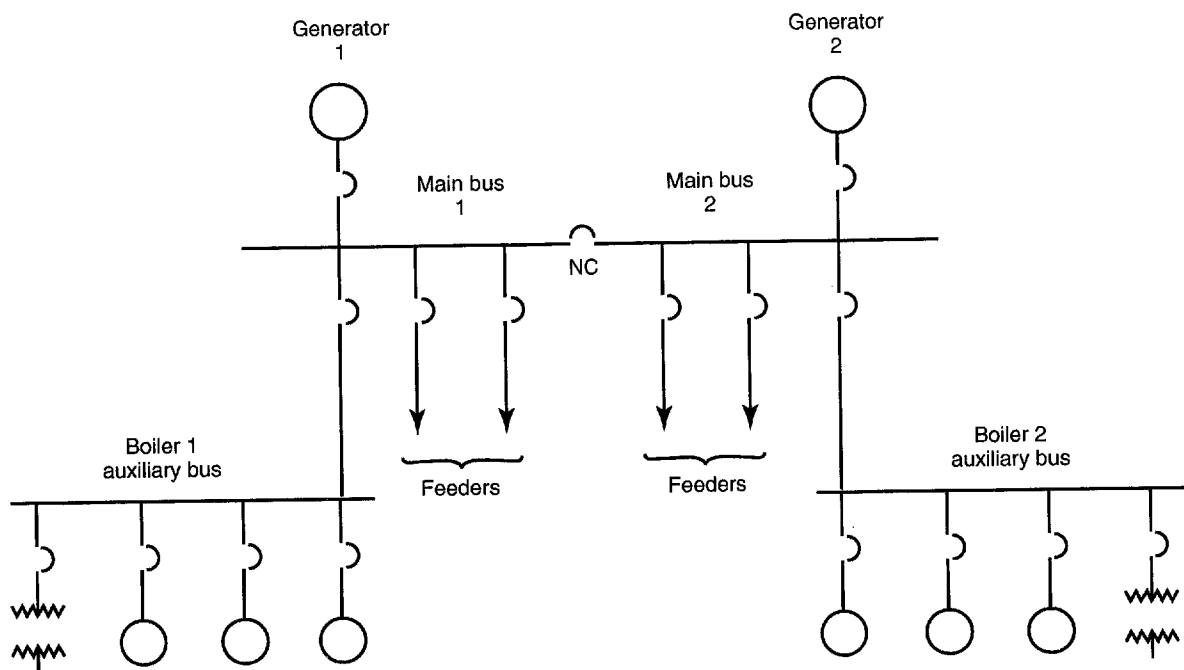 Generator
1
Generator
2
Main bus
1
Main bus
2
NC
Boiler 1
auxiliary bus
Feeders
Feeders
Boiler 2
auxiliary bus